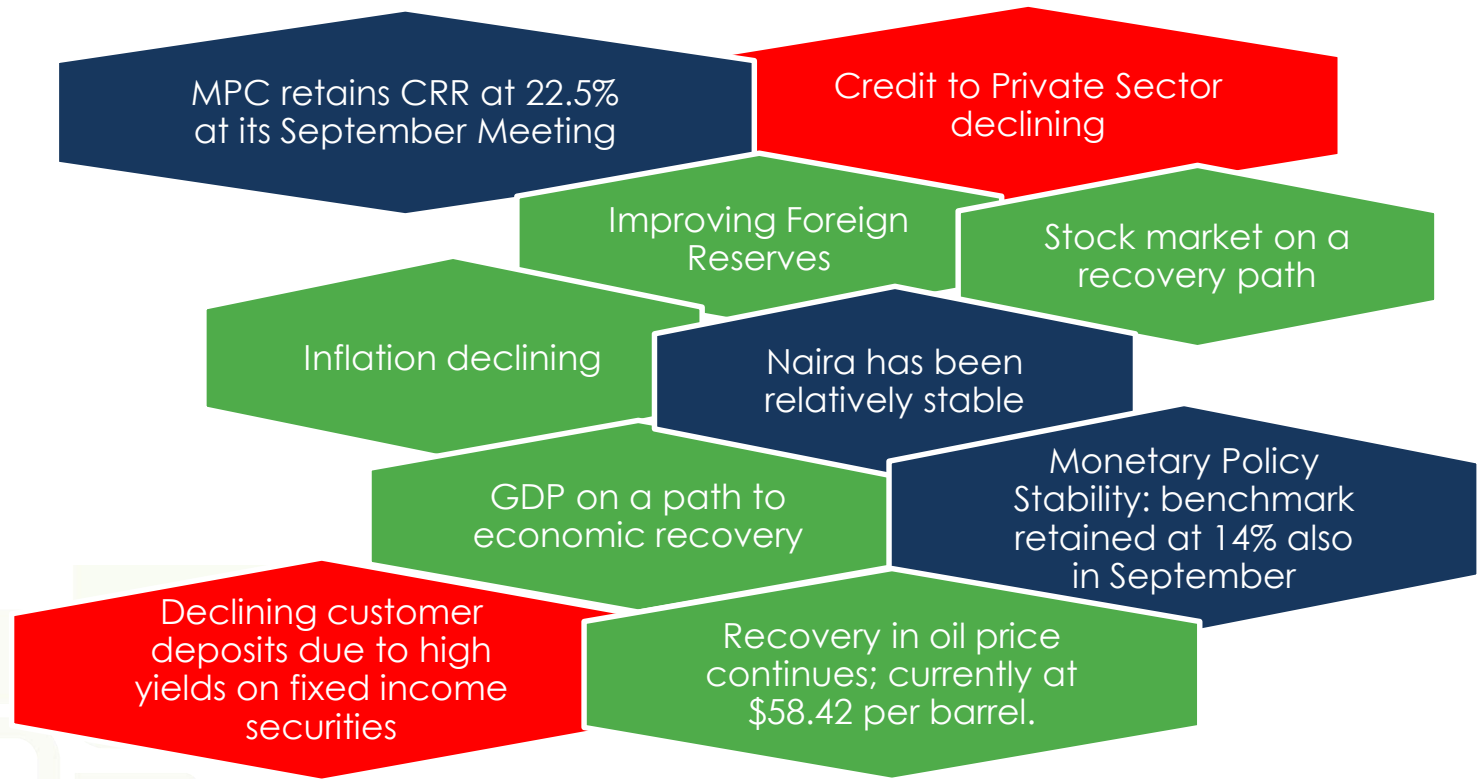 MPC retains CRR at 22.5%
at its September Meeting
Credit to Private Sector
declining
Improving Foreign
Reserves
Stock market on a
recovery path
Inflation declining
Naira has been
relatively stable
GDP on a path to
economic recovery
Monetary Policy
Stability: benchmark
retained at 14% also
in September
Declining customer
deposits due to high
yields on fixed income
securities
Recovery in oil price
continues; currently at
$58.42 per barrel.